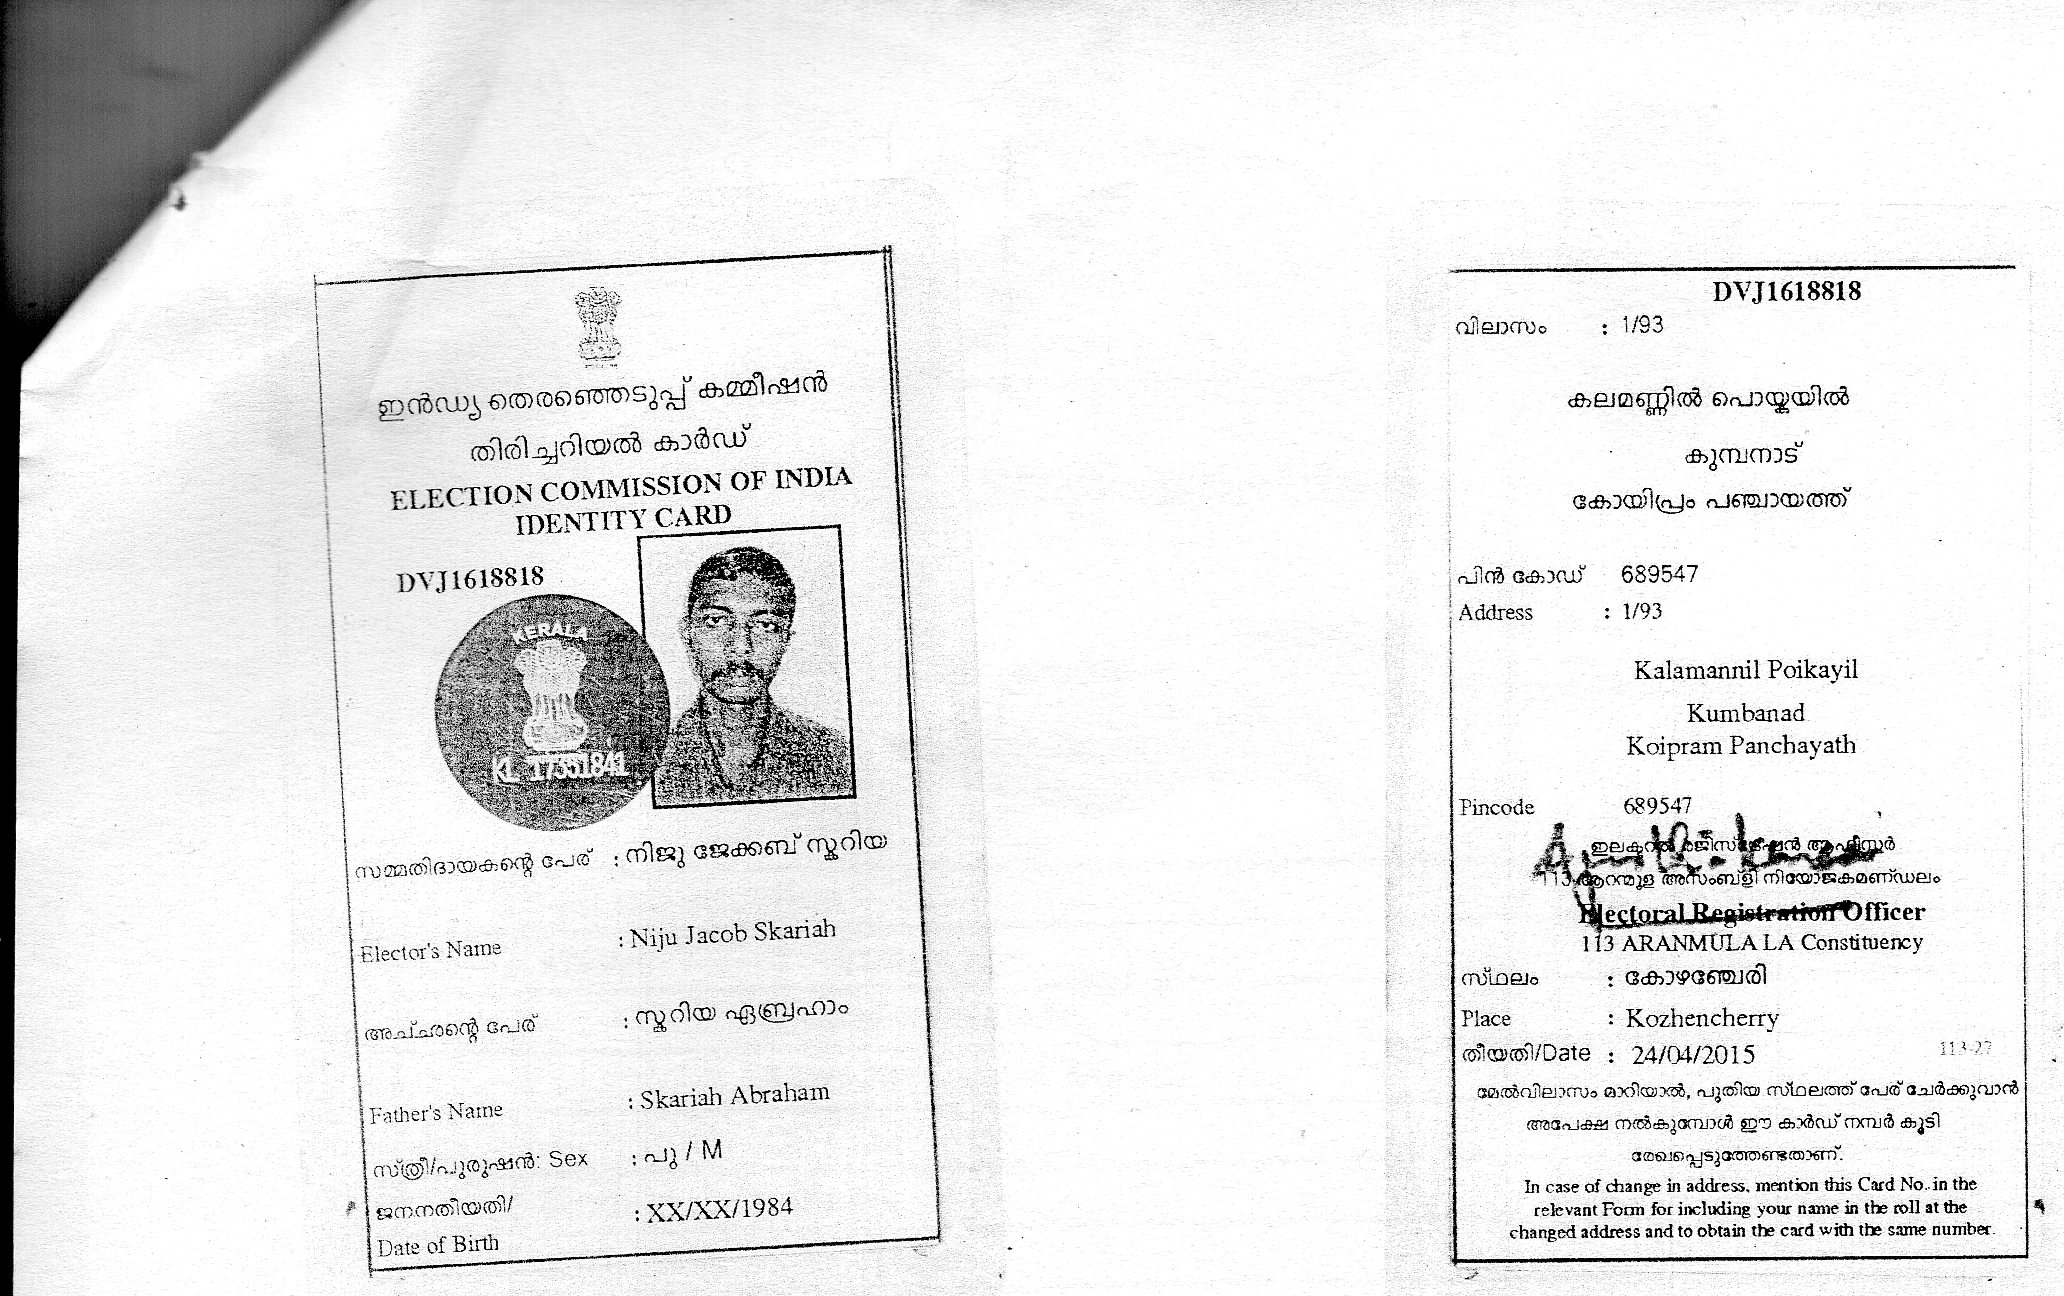 ഇൻഡ്യ തെരഞ്ഞെടുപ്പ് കമ്മീഷൻ
തിരിച്ചറിയൽ കാർഡ്
ELECTION COMMISSION OF INDIA
IDENTITY CARD
DVJ1618818
KERALA
KL 17351841
സമ്മതിദായകന്റെ പേര് : നിജു ജേക്കബ് സ്കറിയ
Elector's Name : Niju Jacob Skariah
അച്ഛന്റെ പേര് : സ്കറിയ ഏബ്രഹാം
Father's Name : Skariah Abraham
സ്ത്രീ/പുരുഷൻ: Sex : പു / M
ജനനതീയതി/ : XX/XX/1984
Date of Birth
DVJ1618818
വിലാസം : 1/93
കലമണ്ണിൽ പൊയ്കയിൽ
കുമ്പനാട്
കോയിപ്രം പഞ്ചായത്ത്
പിൻ കോഡ് 689547
Address : 1/93
Kalamannil Poikayil
Kumbanad
Koipram Panchayath
Pincode 689547
ഇലക്ടറൽ രജിസ്ട്രേഷൻ ആഫീസ്സർ
113 ആറന്മുള അസംബ്ളി നിയോജകമണ്ഡലം
Electoral Registration Officer
113 ARANMULA LA Constituency
സ്ഥലം : കോഴഞ്ചേരി
Place : Kozhencherry
തീയതി/Date : 24/04/2015 113-27
മേൽവിലാസം മാറിയാൽ, പുതിയ സ്ഥലത്ത് പേര് ചേർക്കുവാൻ
അപേക്ഷ നൽകുമ്പോൾ ഈ കാർഡ് നമ്പർ കൂടി
രേഖപ്പെടുത്തേണ്ടതാണ്.
In case of change in address, mention this Card No. in the
relevant Form for including your name in the roll at the
changed address and to obtain the card with the same number.